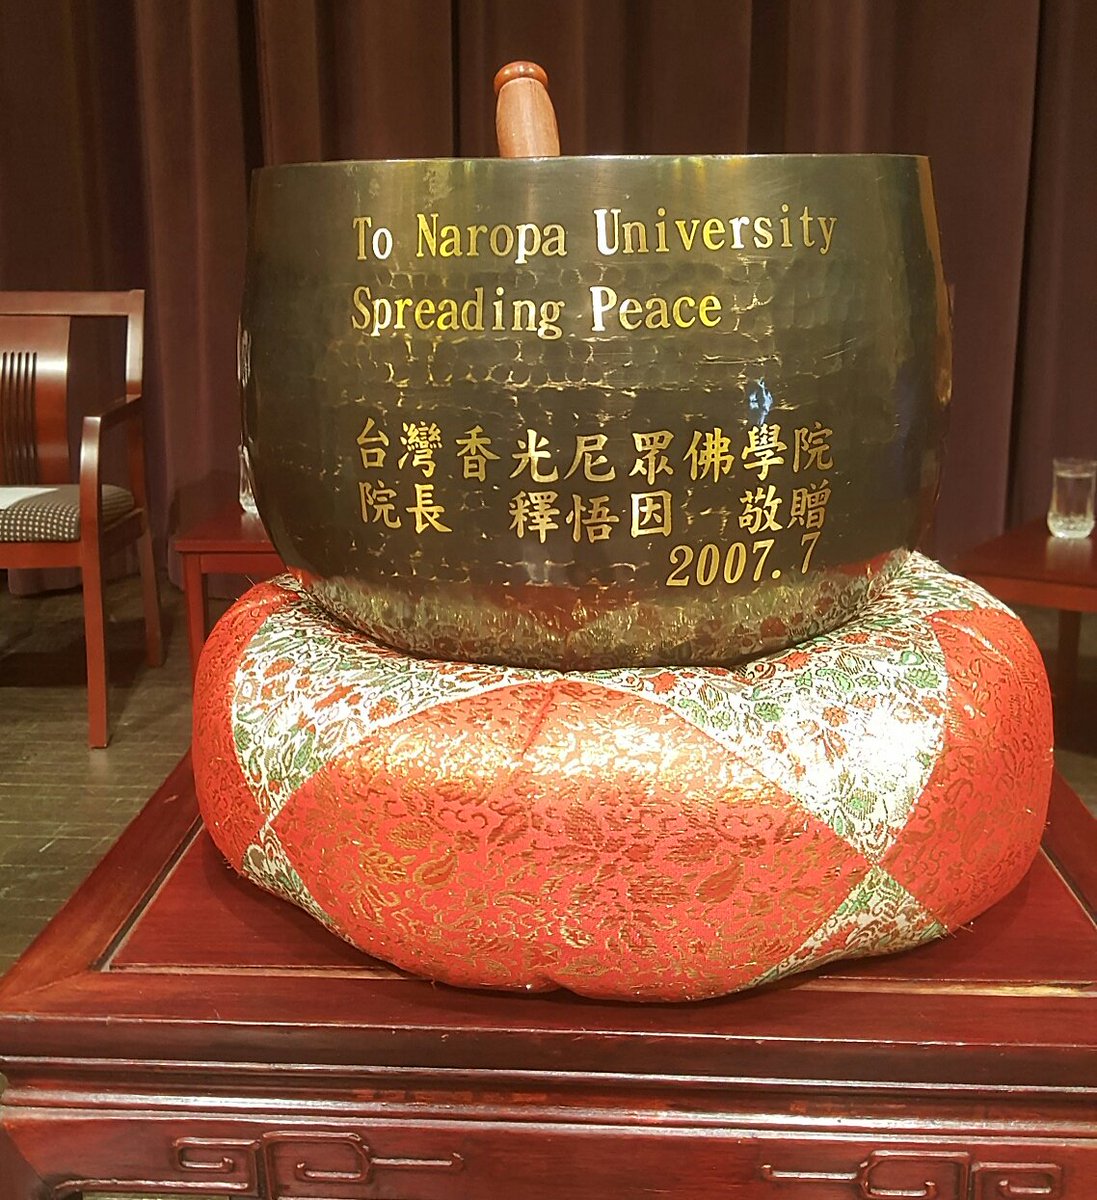 To Naropa University
Spreading Peace
台灣香光尼眾佛學院
院長 釋悟因 敬贈
2007.7